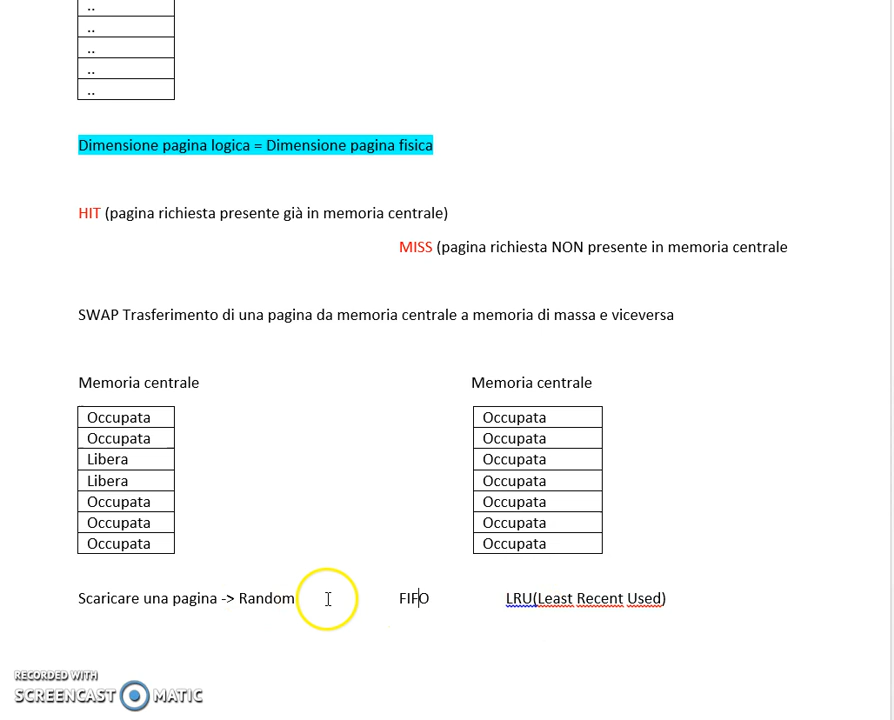 ..
..
..
..
..
Dimensione pagina logica = Dimensione pagina fisica
HIT (pagina richiesta presente già in memoria centrale)
MISS (pagina richiesta NON presente in memoria centrale
SWAP Trasferimento di una pagina da memoria centrale a memoria di massa e viceversa
Memoria centrale
Occupata
Occupata
Libera
Libera
Occupata
Occupata
Occupata
Memoria centrale
Occupata
Occupata
Occupata
Occupata
Occupata
Occupata
Occupata
Scaricare una pagina -> Random FIFO LRU(Least Recent Used)
RECORDED WITH
SCREENCAST MATIC